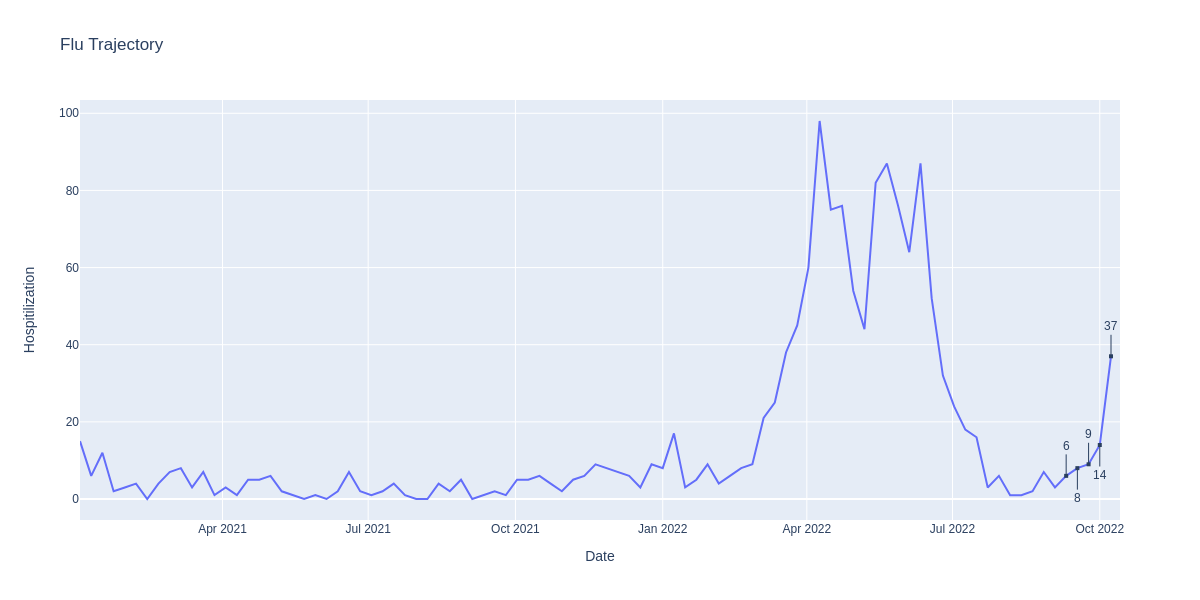 Flu Trajectory
100
80
60
40
20
0
Hospitilization
37
9
6
14
8
Apr 2021
Jul 2021
Oct 2021
Jan 2022
Apr 2022
Jul 2022
Oct 2022
Date